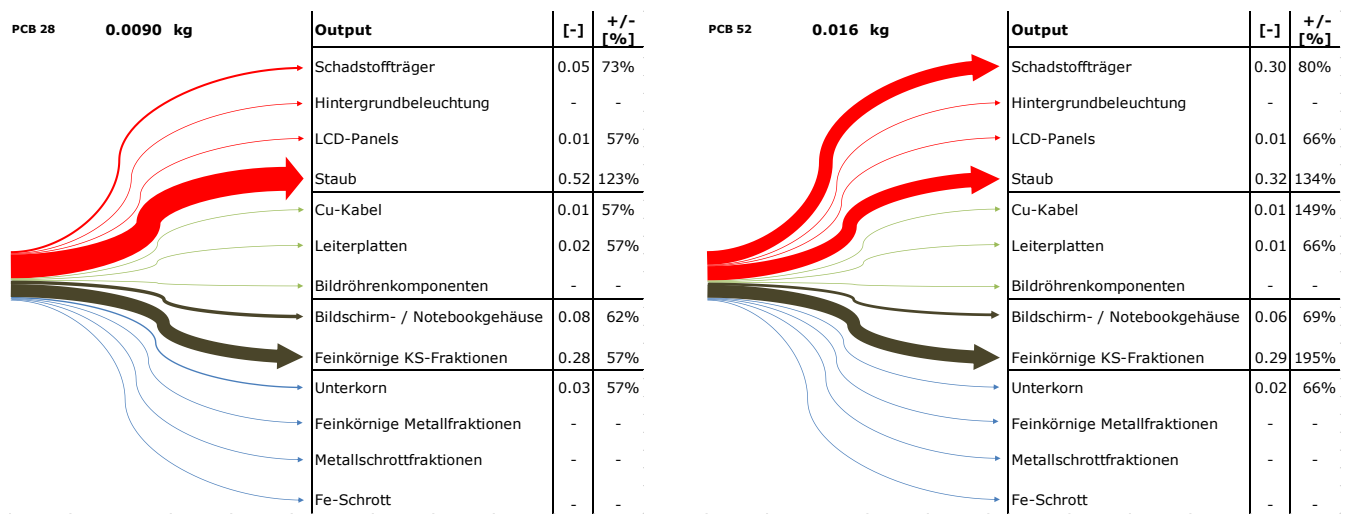 PCB 28 0.0090 kg Output [-] +/- [%]
Schadstoffträger 0.05 73%
Hintergrundbeleuchtung - -
LCD-Panels 0.01 57%
Staub 0.52 123%
Cu-Kabel 0.01 57%
Leiterplatten 0.02 57%
Bildröhrenkomponenten - -
Bildschirm- / Notebookgehäuse 0.08 62%
Feinkörnige KS-Fraktionen 0.28 57%
Unterkorn 0.03 57%
Feinkörnige Metallfraktionen - -
Metallschrottfraktionen - -
Fe-Schrott - -
PCB 52 0.016 kg Output [-] +/- [%]
Schadstoffträger 0.30 80%
Hintergrundbeleuchtung - -
LCD-Panels 0.01 66%
Staub 0.32 134%
Cu-Kabel 0.01 149%
Leiterplatten 0.01 66%
Bildröhrenkomponenten - -
Bildschirm- / Notebookgehäuse 0.06 69%
Feinkörnige KS-Fraktionen 0.29 195%
Unterkorn 0.02 66%
Feinkörnige Metallfraktionen - -
Metallschrottfraktionen - -
Fe-Schrott - -